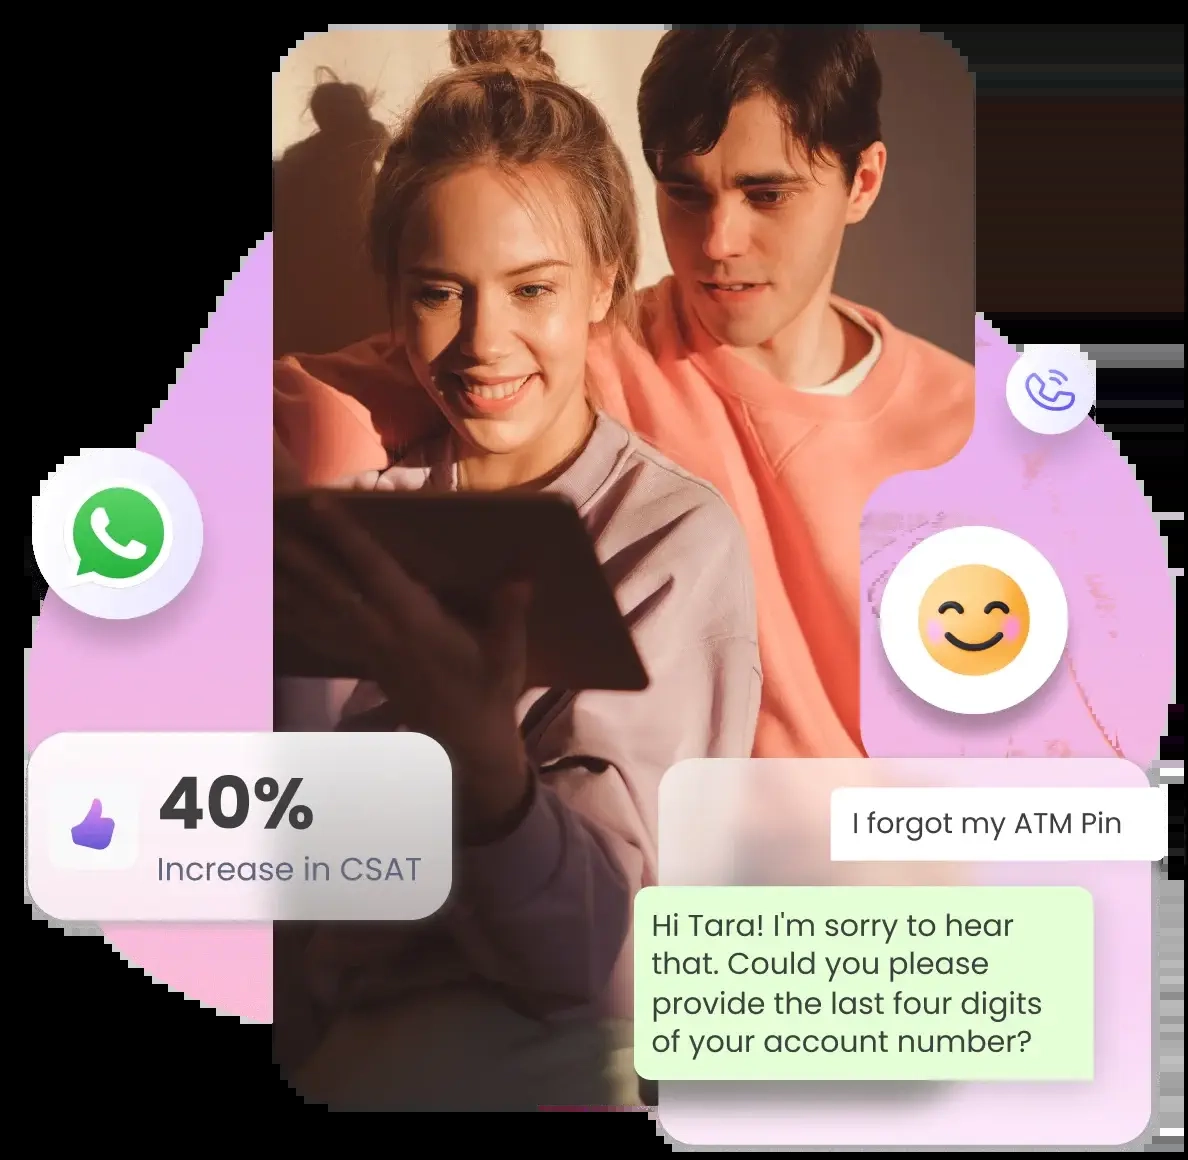 40%
Increase in CSAT
I forgot my ATM Pin
Hi Tara! I'm sorry to hear
that. Could you please
provide the last four digits
of your account number?